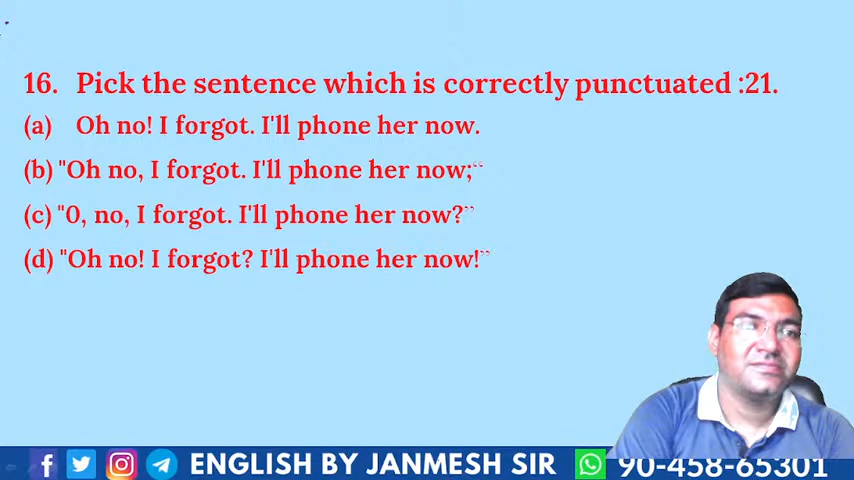 16. Pick the sentence which is correctly punctuated :21.
(a) Oh no! I forgot. I'll phone her now.
(b) "Oh no, I forgot. I'll phone her now;“
(c) "0, no, I forgot. I'll phone her now?”
(d) "Oh no! I forgot? I'll phone her now!”
ENGLISH BY JANMESH SIR 90-458-65301